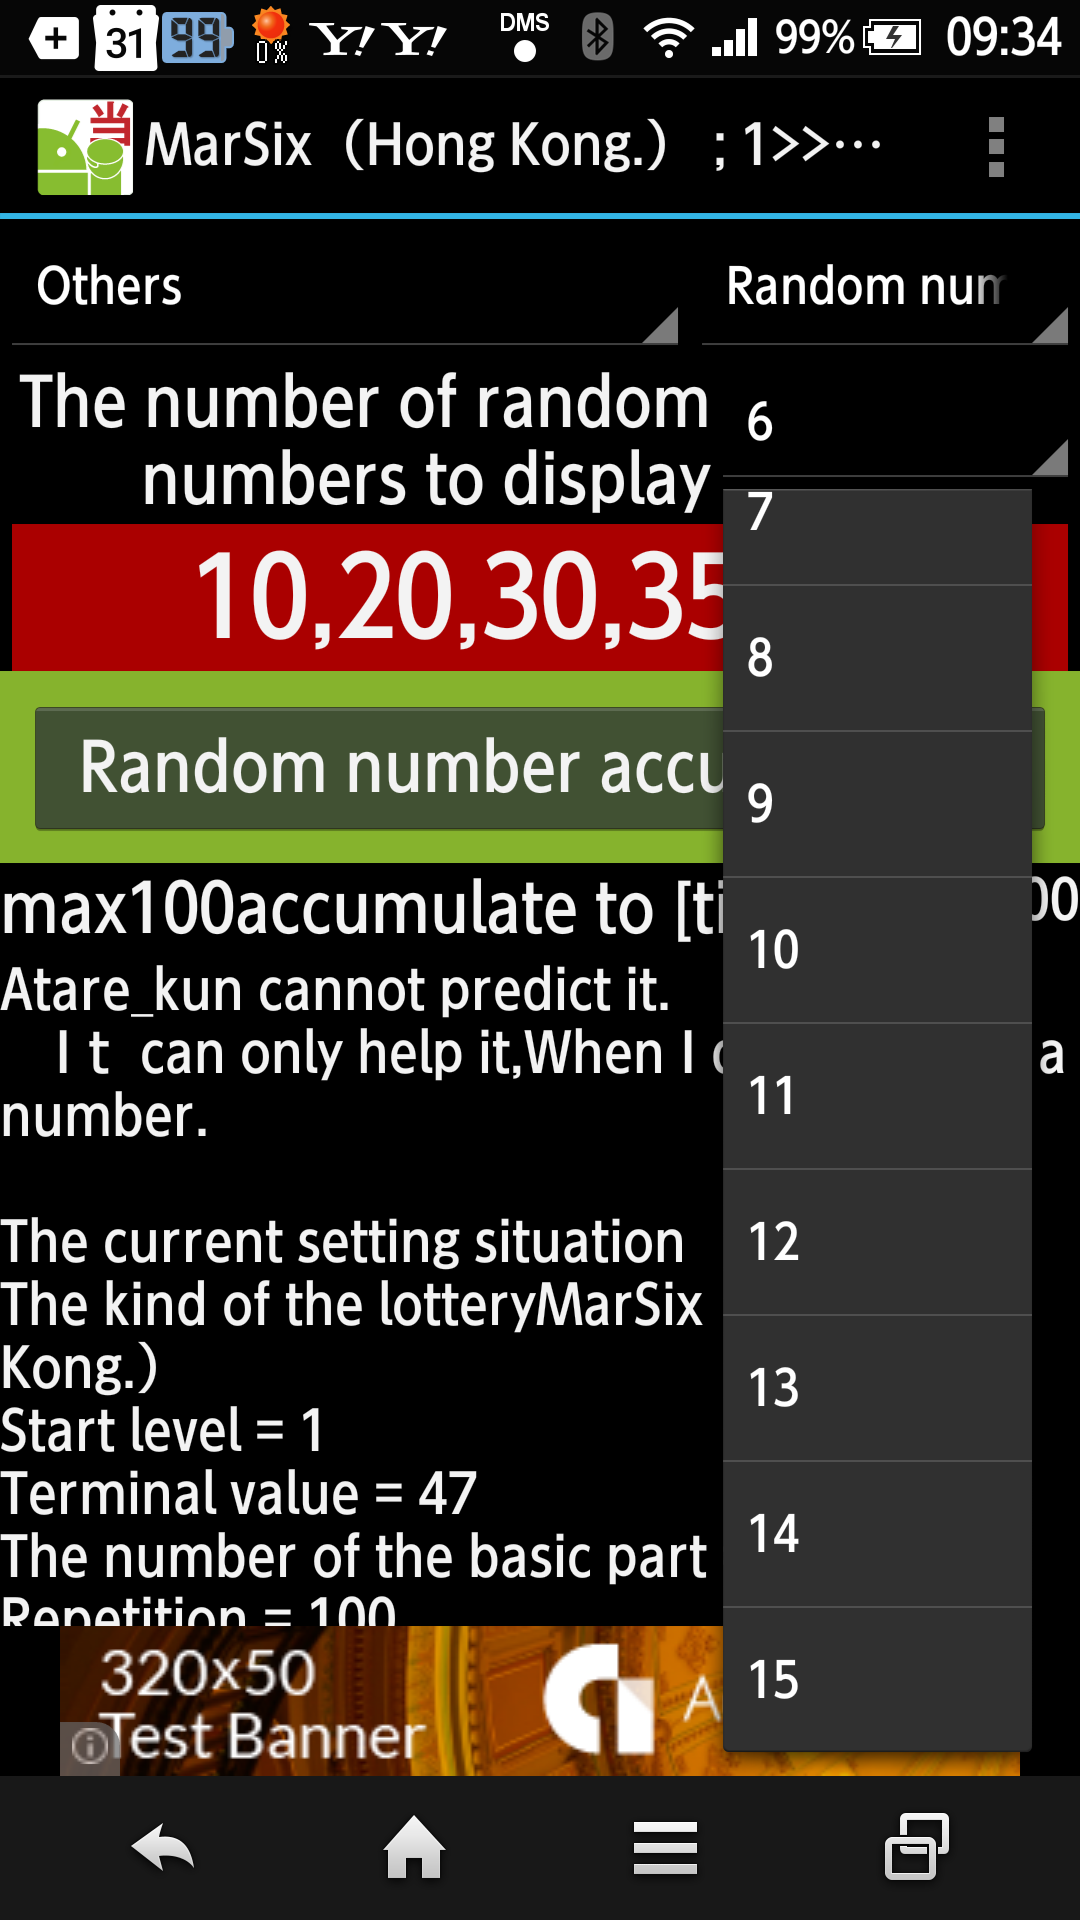 31
99
0%
Y! Y!
DMS
99%
09:34
当
MarSix (Hong Kong.) ; 1>>…
Others
Random num
The number of random
numbers to display
6
10,20,30,35
Random number accu
max100accumulate to [ti
00
Atare_kun cannot predict it.
I t can only help it,When I
a
number.
The current setting situation
The kind of the lotteryMarSix
Kong.)
Start level = 1
Terminal value = 47
The number of the basic part
Repetition = 100
7
8
9
10
11
12
13
14
15
320x50
Test Banner
A